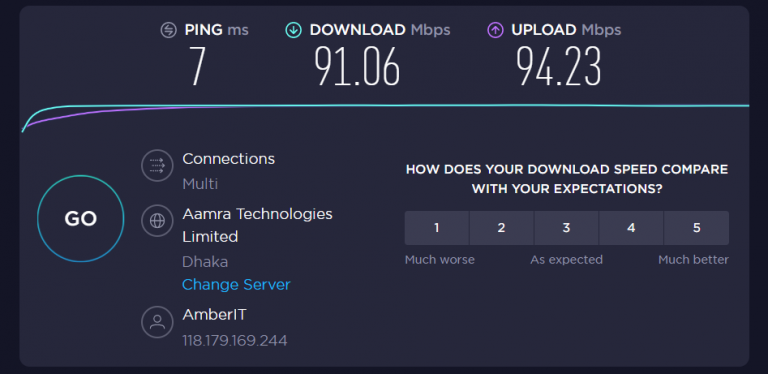 PING ms
7
DOWNLOAD Mbps
91.06
UPLOAD Mbps
94.23
GO
Connections
Multi
Aamra Technologies
Limited
Dhaka
Change Server
AmberIT
118.179.169.244
HOW DOES YOUR DOWNLOAD SPEED COMPARE
WITH YOUR EXPECTATIONS?
1 2 3 4 5
Much worse As expected Much better